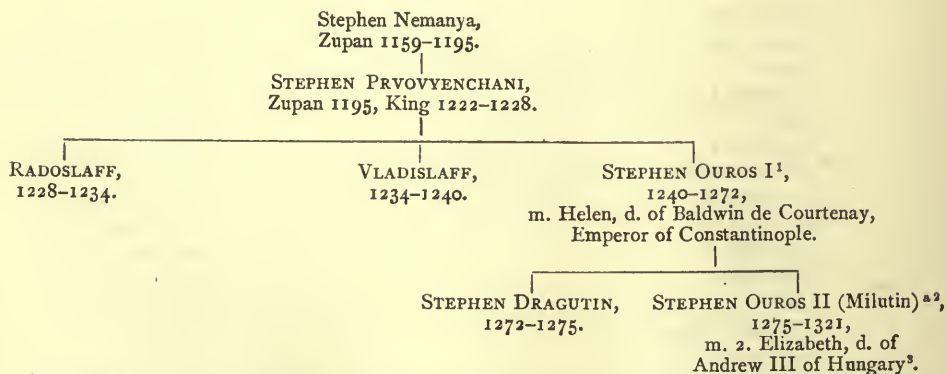 Stephen Nemanya,
Zupan 1159–1195.
STEPHEN PRVOVYENCHANI,
Zupan 1195, King 1222–1228.
RADOSLAFF,
1228–1234.
VLADISLAFF,
1234–1240.
STEPHEN OUROS I¹,
1240–1272,
m. Helen, d. of Baldwin de Courtenay,
Emperor of Constantinople.
STEPHEN DRAGUTIN,
1272–1275.
STEPHEN OUROS II (Milutin) ᵃ²,
1275–1321,
m. 2. Elizabeth, d. of
Andrew III of Hungary³.